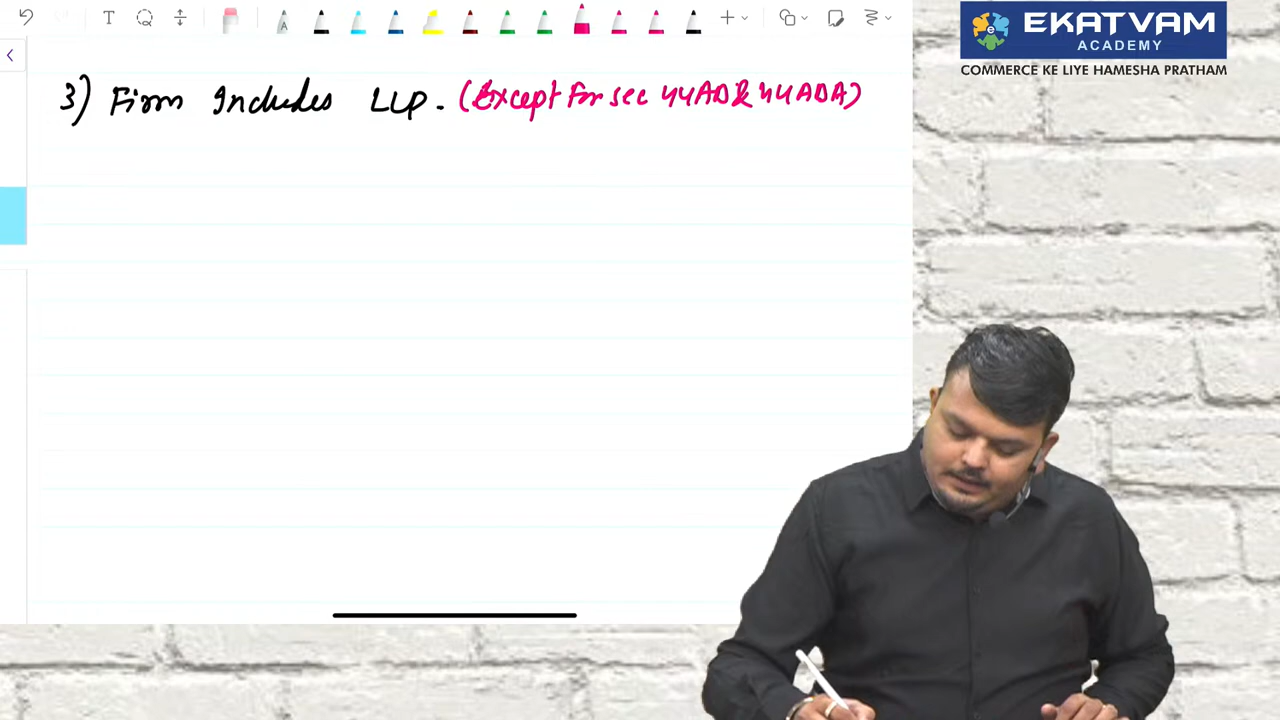 EKATVAM
ACADEMY
COMMERCE KE LIYE HAMESHA PRATHAM
3) Firm Includes LLP. (Except For sec 44AD & 44ADA)